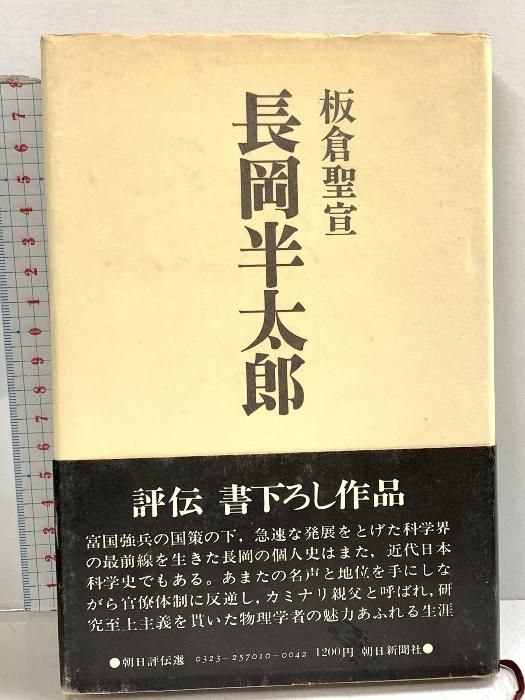 板倉聖宣
長岡半太郎
評伝 書下ろし作品
富国強兵の国策の下，急速な発展をとげた科学界
の最前線を生きた長岡の個人史はまた，近代日本
科学史でもある。あまたの名声と地位を手にしな
がら官僚体制に反逆し，カミナリ親父と呼ばれ，研
究至上主義を貫いた物理学者の魅力あふれる生涯
●朝日評伝選 0323-257010-0042 1200円 朝日新聞社●